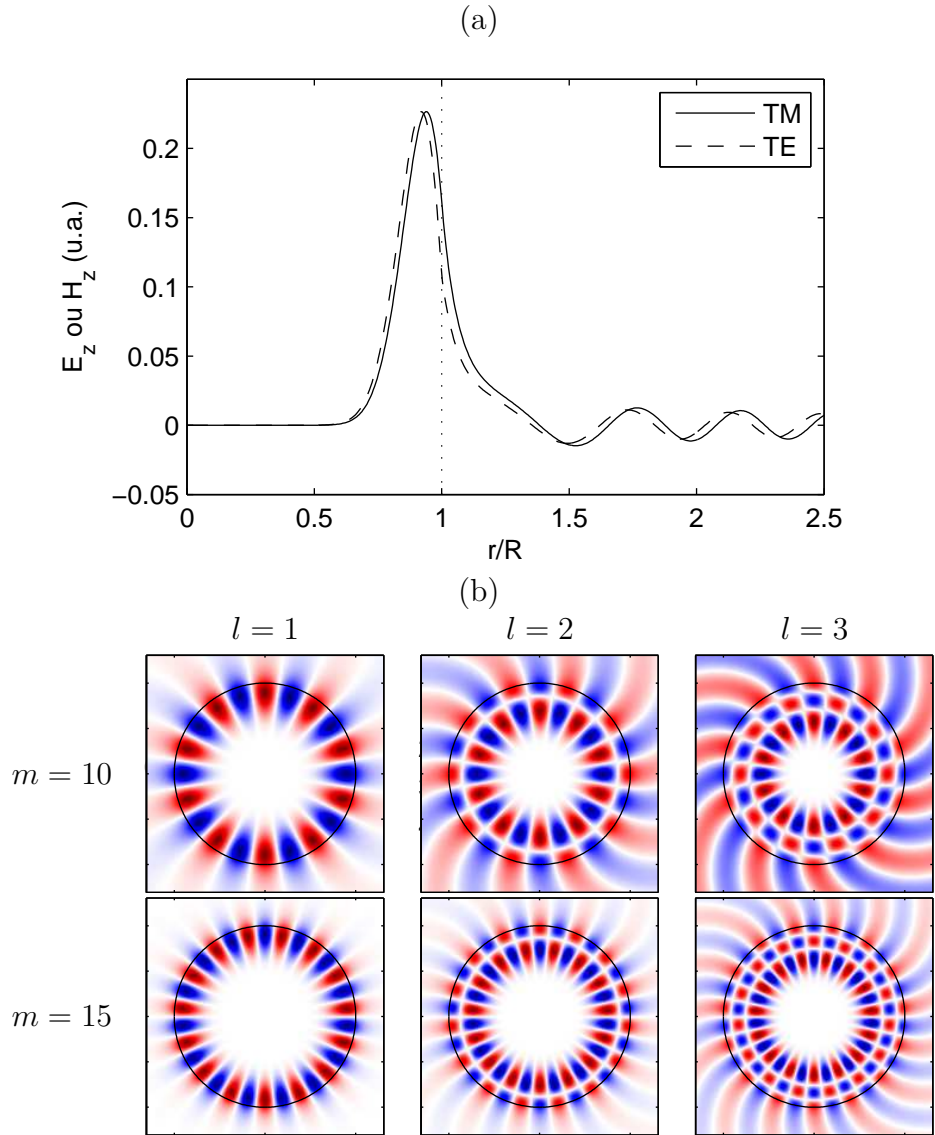 (a)
TM
TE
0.2
0.15
0.1
0.05
0
−0.05
E_z ou H_z (u.a.)
0 0.5 1 1.5 2 2.5
r/R
(b)
l = 1 l = 2 l = 3
m = 10
m = 15